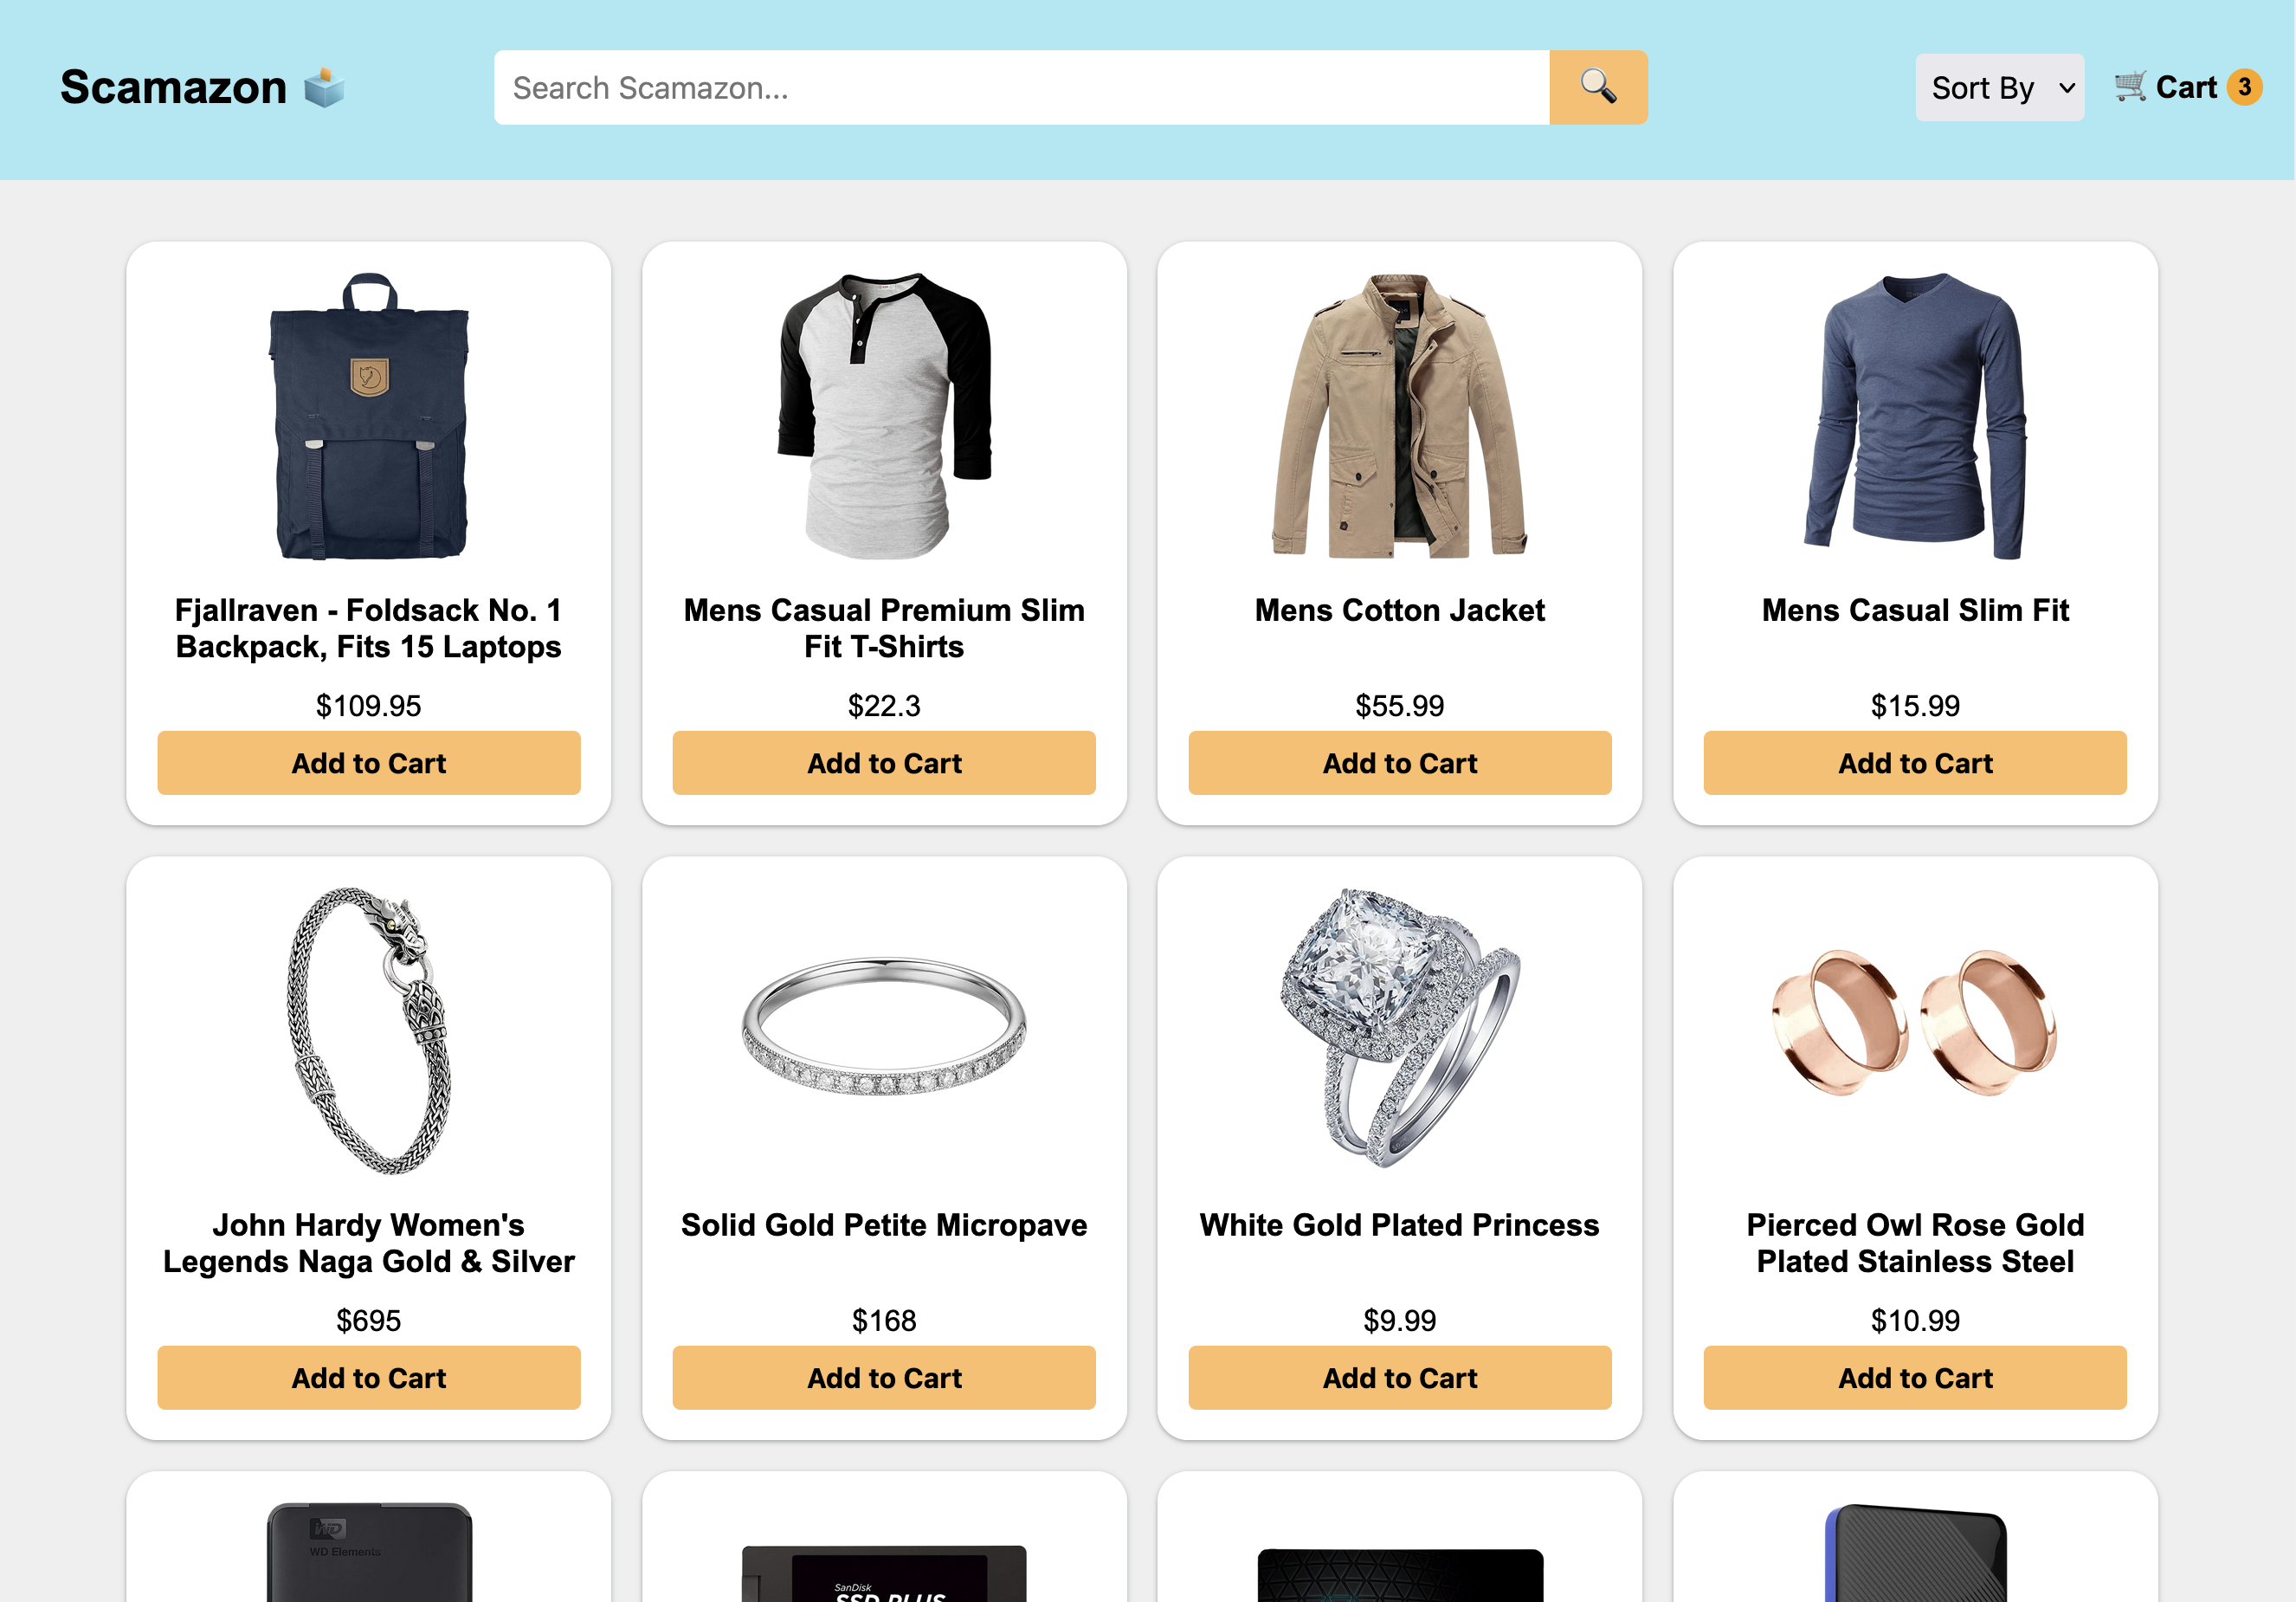 Scamazon
Search Scamazon...
Sort By
Cart 3
Fjallraven - Foldsack No. 1
Backpack, Fits 15 Laptops
$109.95
Add to Cart
Mens Casual Premium Slim
Fit T-Shirts
$22.3
Add to Cart
Mens Cotton Jacket
$55.99
Add to Cart
Mens Casual Slim Fit
$15.99
Add to Cart
John Hardy Women's
Legends Naga Gold & Silver
$695
Add to Cart
Solid Gold Petite Micropave
$168
Add to Cart
White Gold Plated Princess
$9.99
Add to Cart
Pierced Owl Rose Gold
Plated Stainless Steel
$10.99
Add to Cart
WD
WD Elements
SanDisk
SSD PLUS